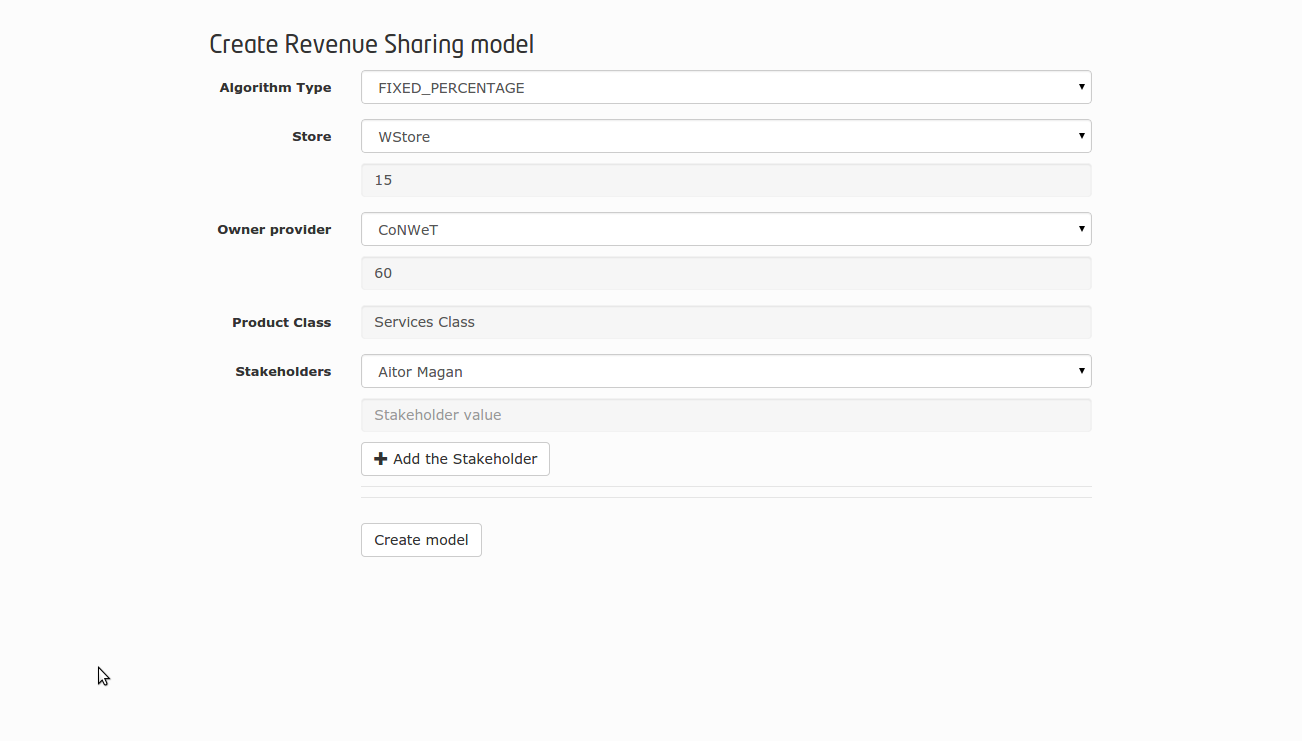 Create Revenue Sharing model
Algorithm Type
FIXED_PERCENTAGE
Store
WStore
15
Owner provider
CoNWeT
60
Product Class
Services Class
Stakeholders
Aitor Magan
Stakeholder value
Add the Stakeholder
Create model